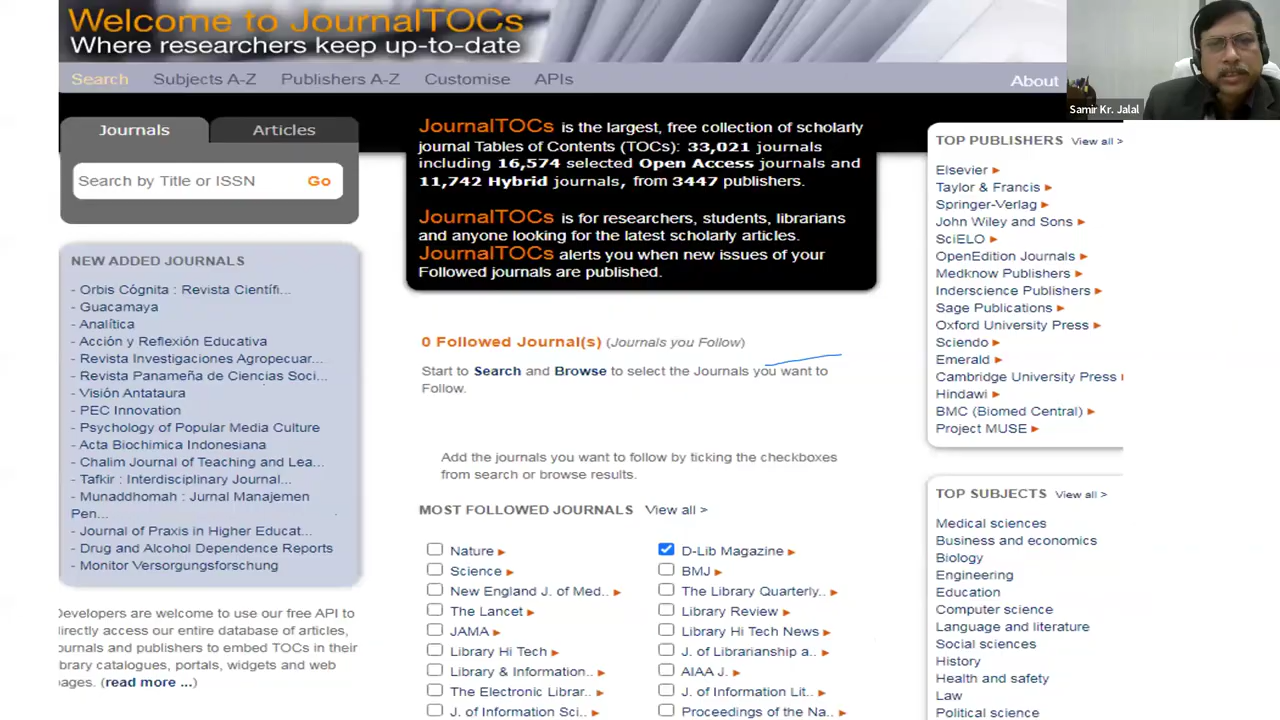 Welcome to JournalTOCs
Where researchers keep up-to-date
Search Subjects A-Z Publishers A-Z Customise APIs About
Samir Kr. Jalal
Journals Articles
Search by Title or ISSN Go
NEW ADDED JOURNALS
- Orbis Cógnita : Revista Científi...
- Guacamaya
- Analítica
- Acción y Reflexión Educativa
- Revista Investigaciones Agropecuar...
- Revista Panameña de Ciencias Soci...
- Visión Antataura
- PEC Innovation
- Psychology of Popular Media Culture
- Acta Biochimica Indonesiana
- Chalim Journal of Teaching and Lea...
- Tafkir : Interdisciplinary Journal...
- Munaddhomah : Jurnal Manajemen
Pen...
- Journal of Praxis in Higher Educat...
- Drug and Alcohol Dependence Reports
- Monitor Versorgungsforschung
Developers are welcome to use our free API to
directly access our entire database of articles,
journals and publishers to embed TOCs in their
library catalogues, portals, widgets and web
pages. (read more ...)
JournalTOCs is the largest, free collection of scholarly
journal Tables of Contents (TOCs): 33,021 journals
including 16,574 selected Open Access journals and
11,742 Hybrid journals, from 3447 publishers.
JournalTOCs is for researchers, students, librarians
and anyone looking for the latest scholarly articles.
JournalTOCs alerts you when new issues of your
Followed journals are published.
0 Followed Journal(s) (Journals you Follow)
Start to Search and Browse to select the Journals you want to
Follow.
Add the journals you want to follow by ticking the checkboxes
from search or browse results.
MOST FOLLOWED JOURNALS View all >
Nature
Science
New England J. of Med..
The Lancet
JAMA
Library Hi Tech
Library & Information..
The Electronic Librar..
J. of Information Sci..
D-Lib Magazine
BMJ
The Library Quarterly..
Library Review
Library Hi Tech News
J. of Librarianship a..
AIAA J.
J. of Information Lit..
Proceedings of the Na..
TOP PUBLISHERS View all >
Elsevier
Taylor & Francis
Springer-Verlag
John Wiley and Sons
SciELO
OpenEdition Journals
Medknow Publishers
Inderscience Publishers
Sage Publications
Oxford University Press
Sciendo
Emerald
Cambridge University Press
Hindawi
BMC (Biomed Central)
Project MUSE
TOP SUBJECTS View all >
Medical sciences
Business and economics
Biology
Engineering
Education
Computer science
Language and literature
Social sciences
History
Health and safety
Law
Political science